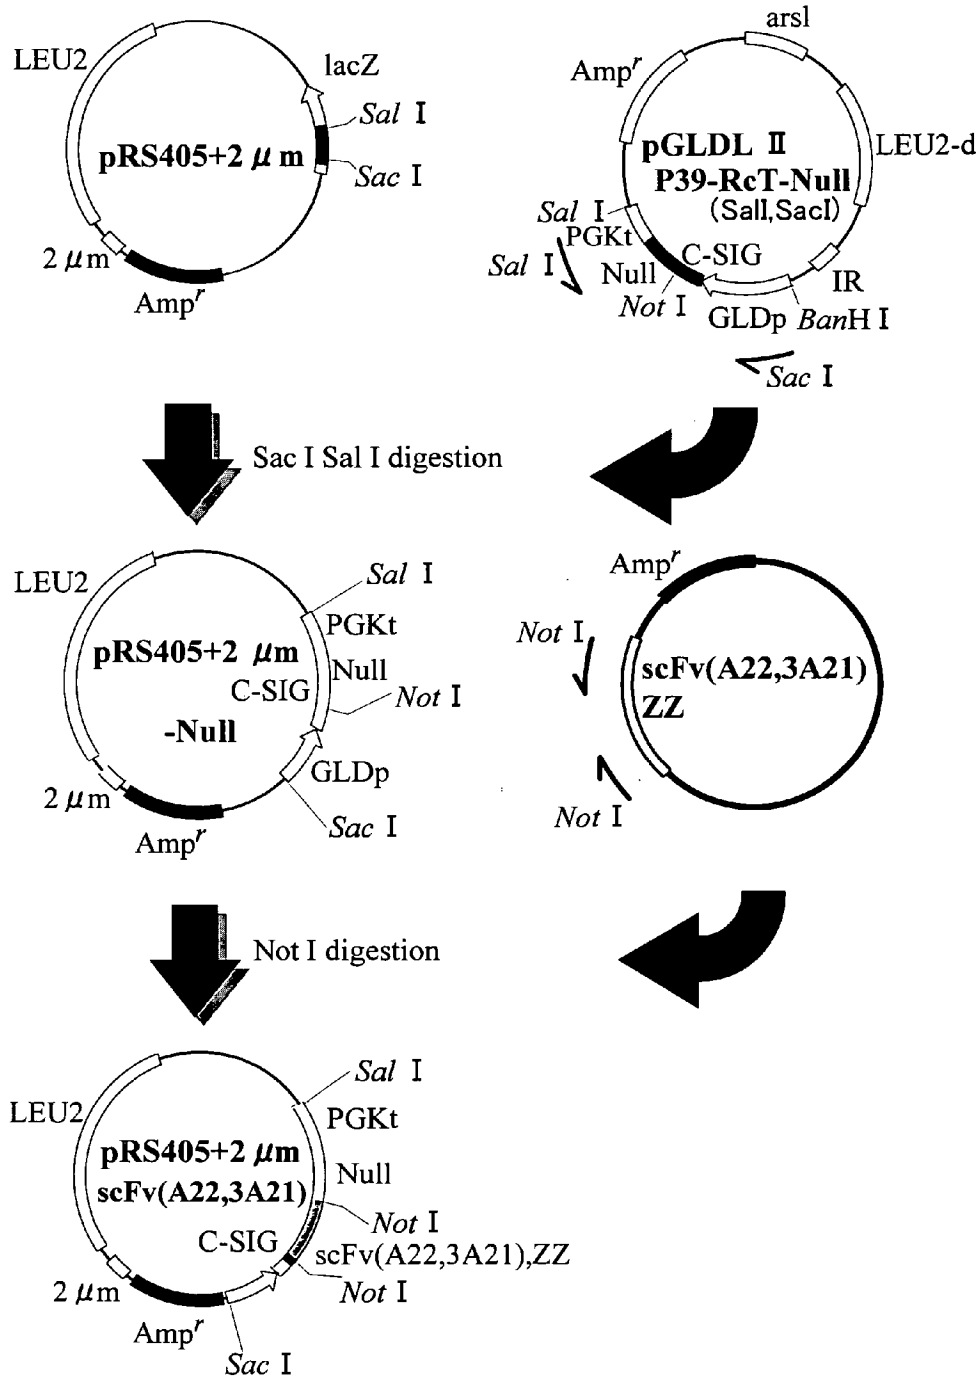 LEU2
lacZ
Sal I
pRS405+2 μm
Sac I
2 μm
Amp^r
arsI
Amp^r
pGLDL Ⅱ
LEU2-d
P39-RcT-Null
(SalI,SacI)
Sal I
PGKt
Sal I
C-SIG
Null
Not I
IR
GLDp
BanH I
Sac I
Sac I Sal I digestion
LEU2
Sal I
PGKt
pRS405+2 μm
Null
C-SIG
Not I
-Null
GLDp
2 μm
Sac I
Amp^r
Amp^r
Not I
scFv(A22,3A21)
ZZ
Not I
Not I digestion
Sal I
LEU2
PGKt
pRS405+2 μm
Null
scFv(A22,3A21)
Not I
C-SIG
scFv(A22,3A21),ZZ
2 μm
Not I
Amp^r
Sac I